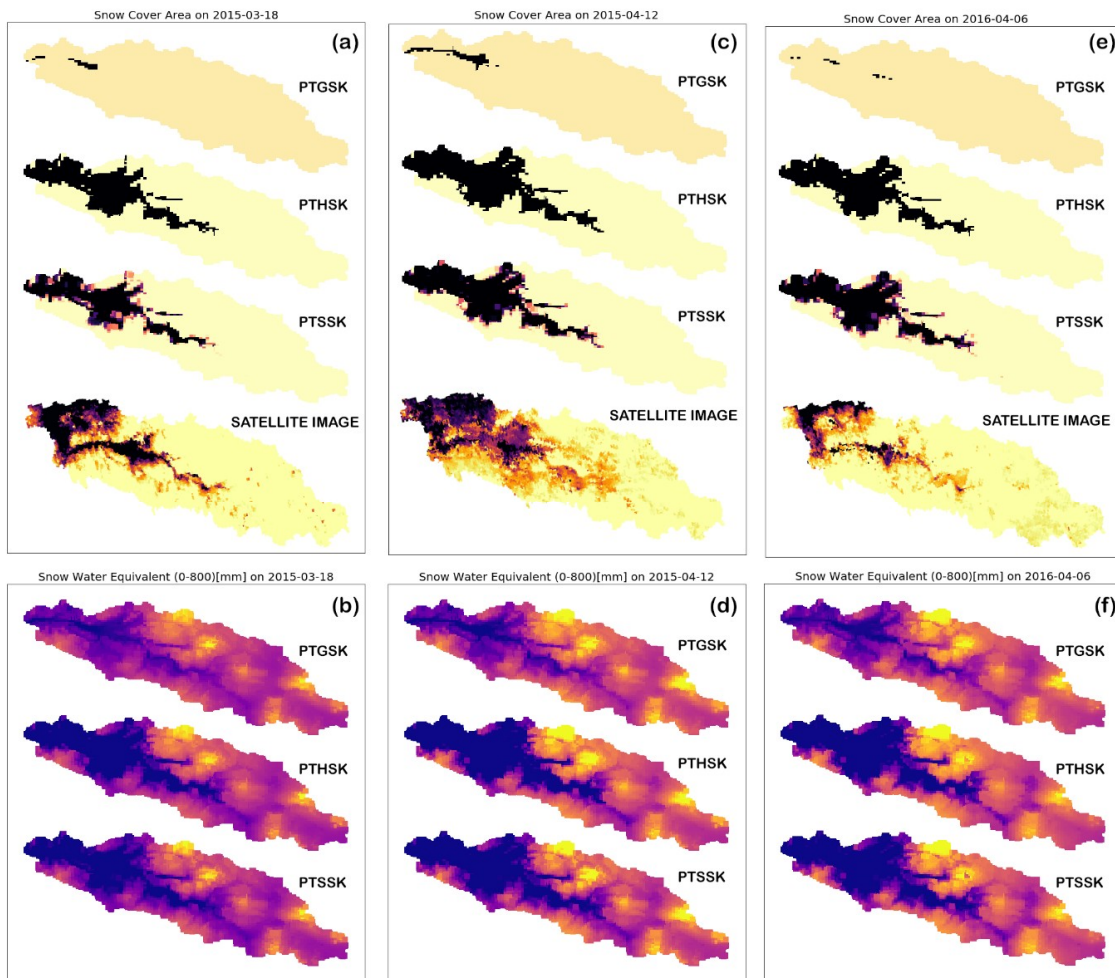 Snow Cover Area on 2015-03-18
(a)
PTGSK
PTHSK
PTSSK
SATELLITE IMAGE
Snow Cover Area on 2015-04-12
(c)
PTGSK
PTHSK
PTSSK
SATELLITE IMAGE
Snow Cover Area on 2016-04-06
(e)
PTGSK
PTHSK
PTSSK
SATELLITE IMAGE
Snow Water Equivalent (0-800)[mm] on 2015-03-18
(b)
PTGSK
PTHSK
PTSSK
Snow Water Equivalent (0-800)[mm] on 2015-04-12
(d)
PTGSK
PTHSK
PTSSK
Snow Water Equivalent (0-800)[mm] on 2016-04-06
(f)
PTGSK
PTHSK
PTSSK